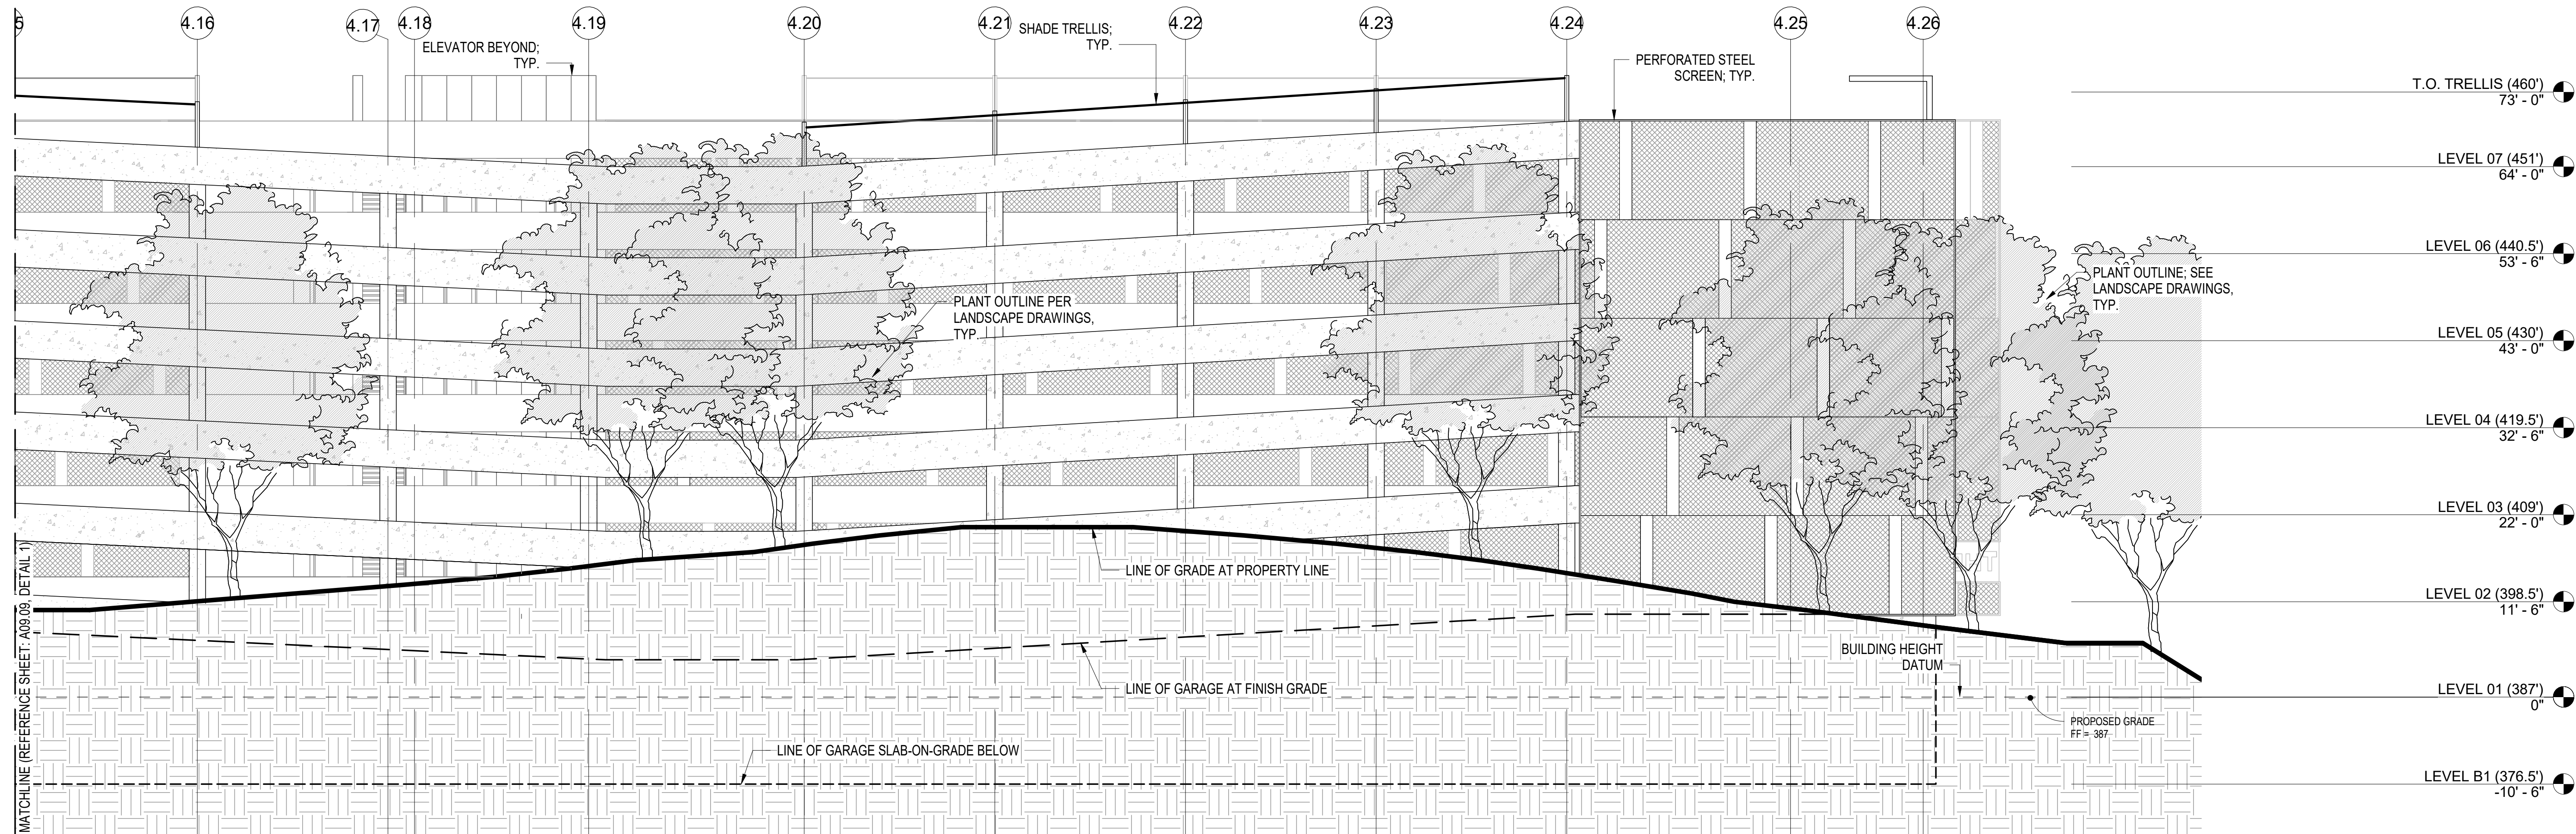 5
4.16
4.17
4.18
4.19
4.20
4.21
4.22
4.23
4.24
4.25
4.26
ELEVATOR BEYOND;
TYP.
SHADE TRELLIS;
TYP.
PERFORATED STEEL
SCREEN; TYP.
T.O. TRELLIS (460')
73' - 0"
LEVEL 07 (451')
64' - 0"
LEVEL 06 (440.5')
53' - 6"
PLANT OUTLINE; SEE
LANDSCAPE DRAWINGS,
TYP.
PLANT OUTLINE PER
LANDSCAPE DRAWINGS,
TYP.
LEVEL 05 (430')
43' - 0"
LEVEL 04 (419.5')
32' - 6"
LEVEL 03 (409')
22' - 0"
LINE OF GRADE AT PROPERTY LINE
LEVEL 02 (398.5')
11' - 6"
BUILDING HEIGHT
DATUM
LINE OF GARAGE AT FINISH GRADE
LEVEL 01 (387')
0"
PROPOSED GRADE
FF = 387
LINE OF GARAGE SLAB-ON-GRADE BELOW
LEVEL B1 (376.5')
-10' - 6"
MATCHLINE (REFERENCE SHEET: A09.09, DETAIL 1)